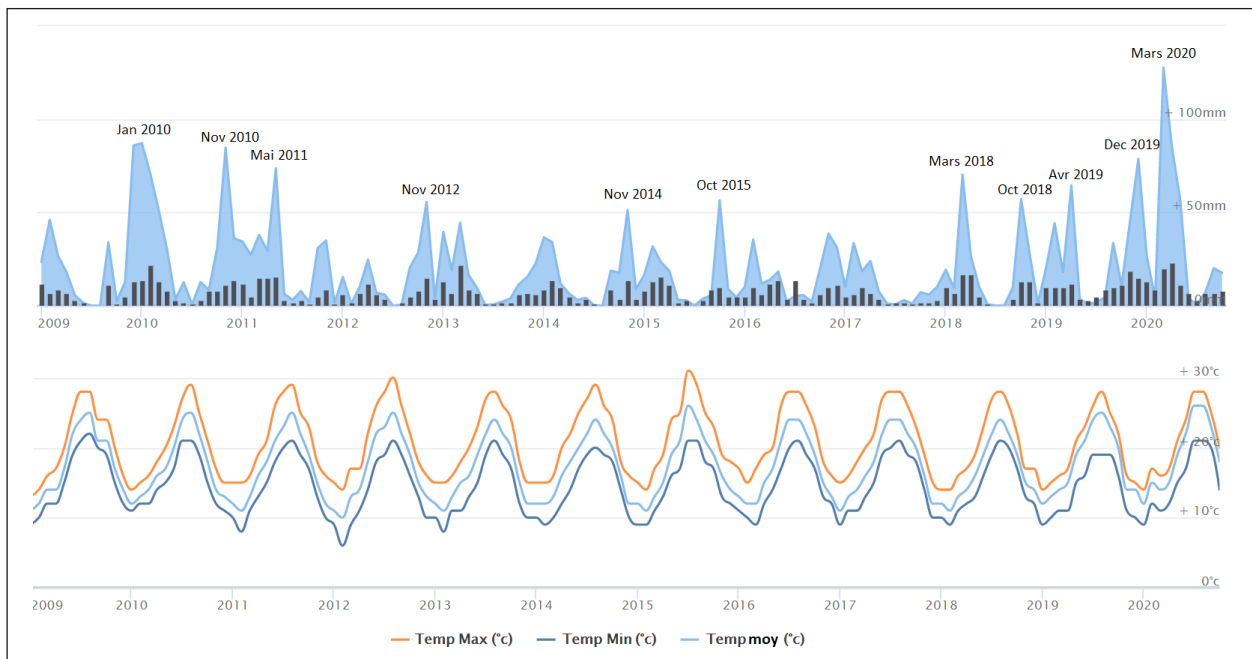 Mars 2020
+ 100mm
Jan 2010
Nov 2010
Mai 2011
Dec 2019
Mars 2018
Avr 2019
Nov 2012
Nov 2014
Oct 2015
Oct 2018
+ 50mm
2009 2010 2011 2012 2013 2014 2015 2016 2017 2018 2019 2020
+ 30°c
+ 20°c
+ 10°c
0°c
2009 2010 2011 2012 2013 2014 2015 2016 2017 2018 2019 2020
Temp Max (°c) Temp Min (°c) Temp moy (°c)